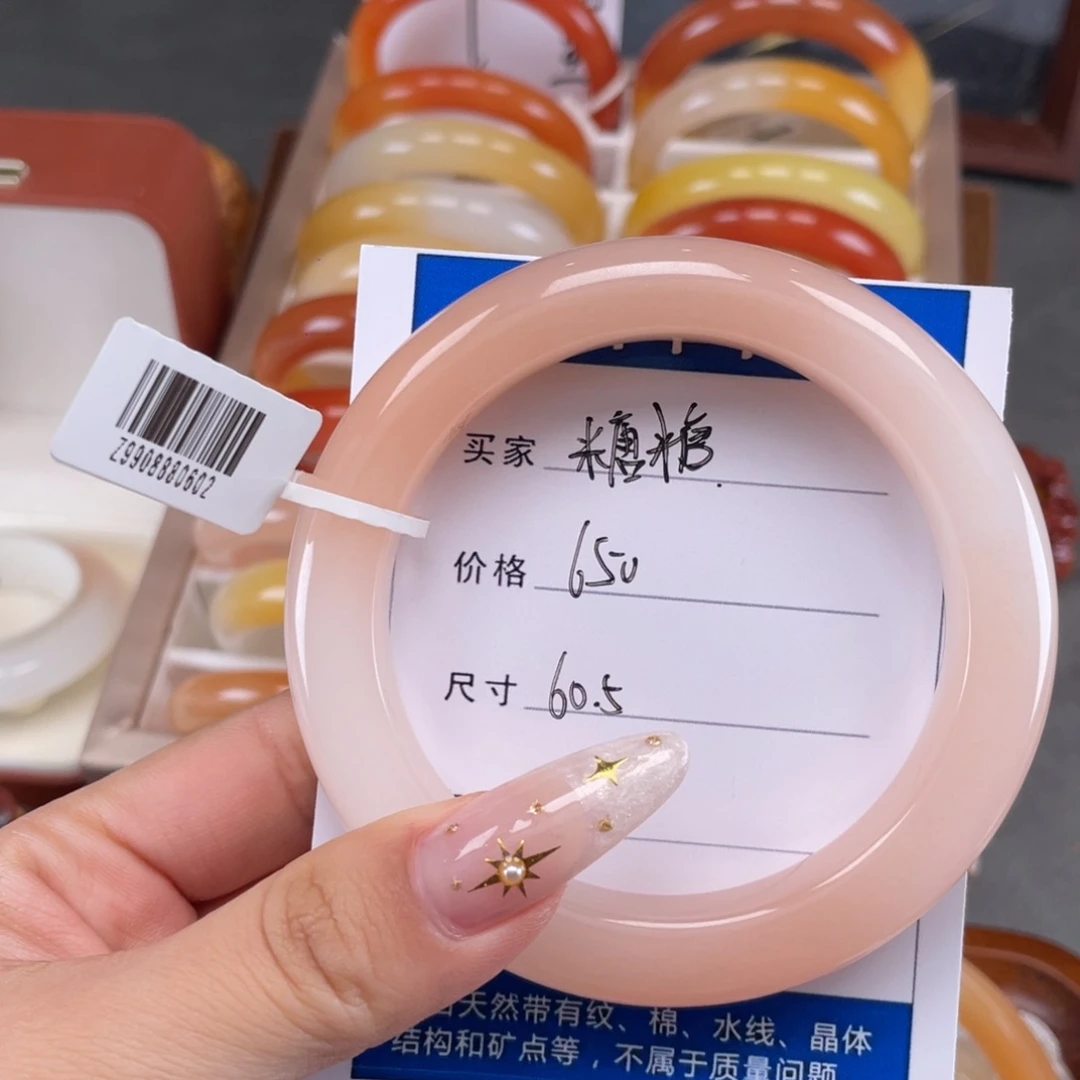 Z9908880602
买家 糖糖.
价格 650
尺寸 60.5
天然带有纹、棉、水线、晶体
结构和矿点等，不属于质量问题